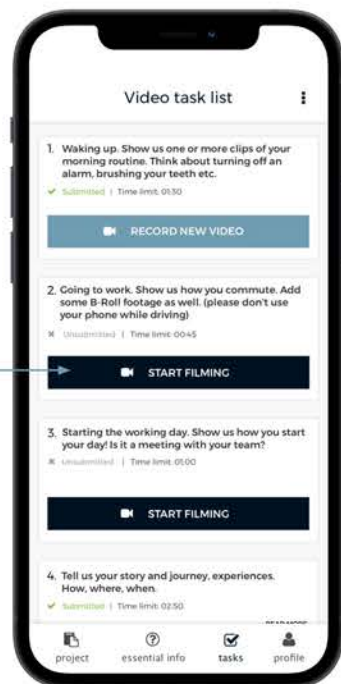 Video task list
1. Waking up. Show us one or more clips of your
morning routine. Think about turning off an
alarm, brushing your teeth etc.
Submitted | Time limit: 01:30
RECORD NEW VIDEO
2. Going to work. Show us how you commute. Add
some B-Roll footage as well. (please don't use
your phone while driving)
Unsubmitted | Time limit: 00:45
START FILMING
3. Starting the working day. Show us how you start
your day! Is it a meeting with your team?
Unsubmitted | Time limit: 01:00
START FILMING
4. Tell us your story and journey, experiences.
How, where, when.
Submitted | Time limit: 02:50
READ MORE
project essential info tasks profile